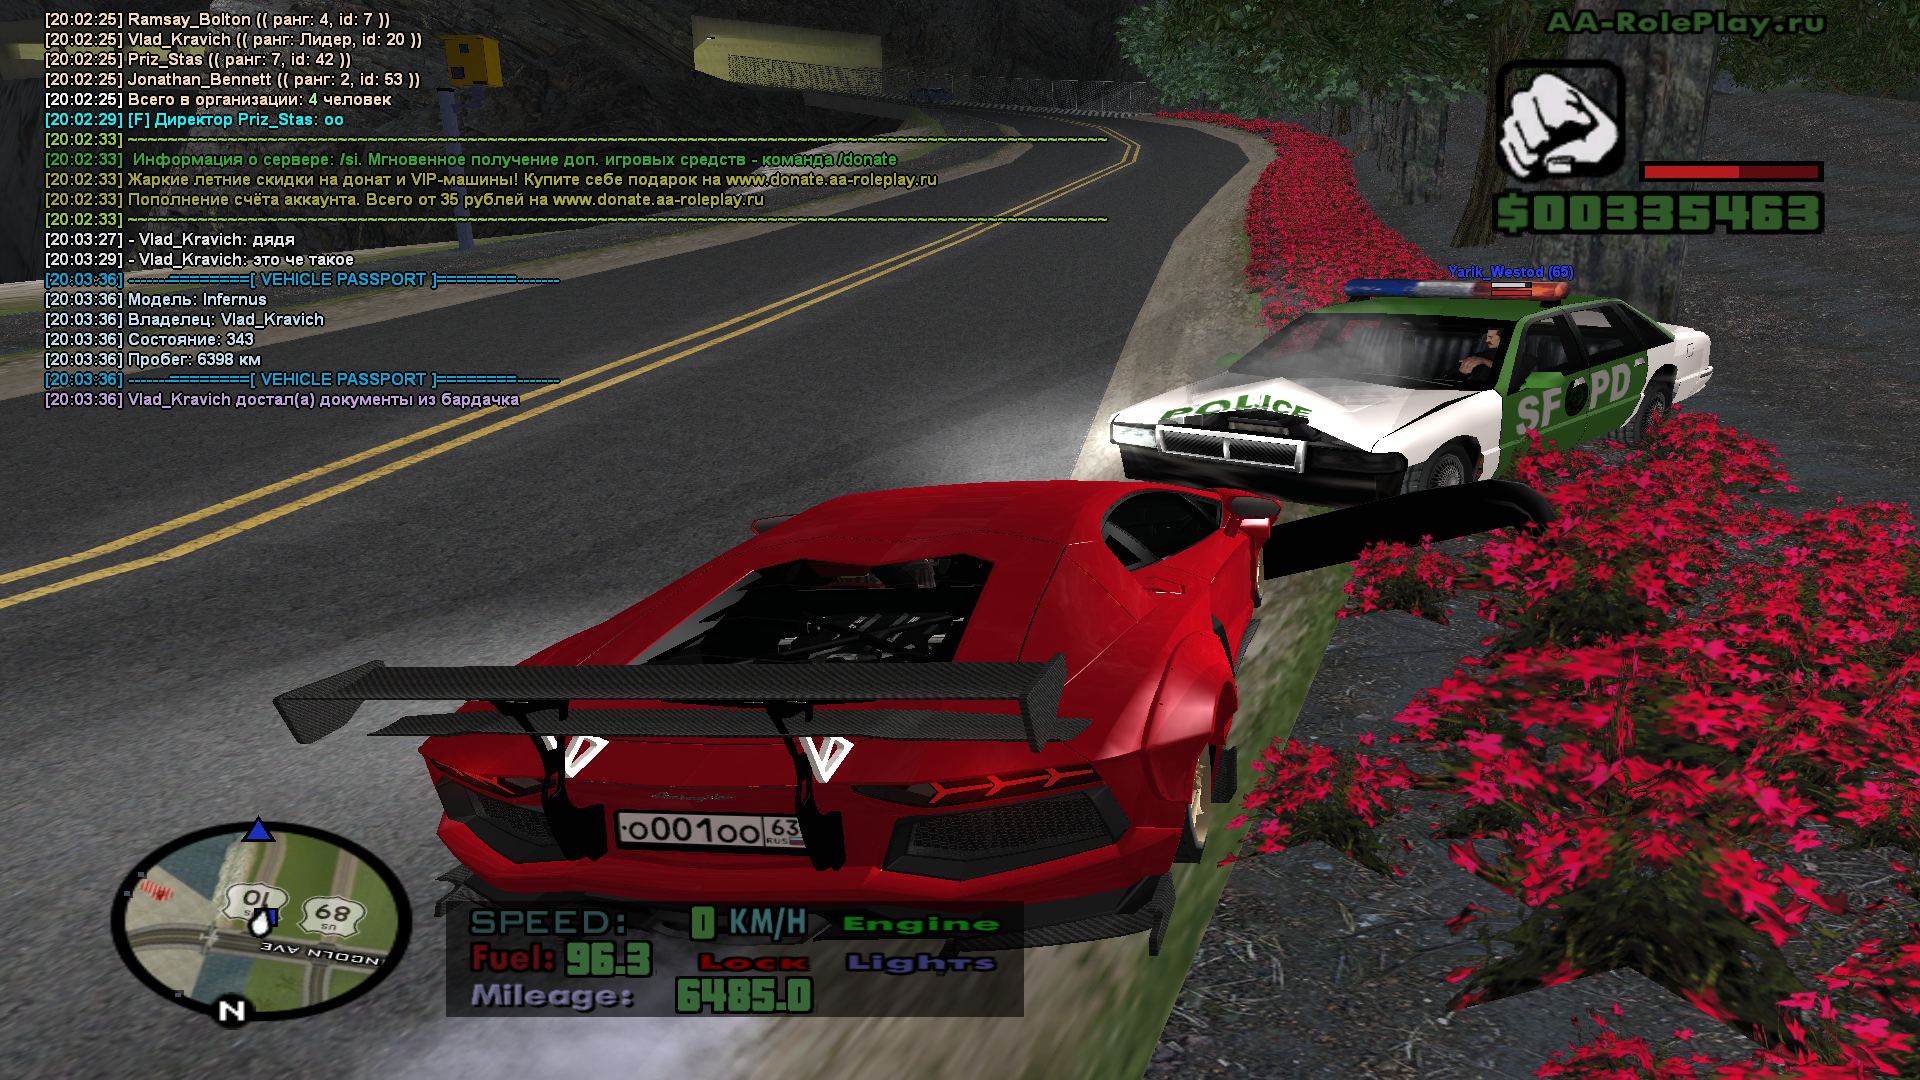 [20:02:25] Ramsay_Bolton (( ранг: 4, id: 7 ))
[20:02:25] Vlad_Kravich (( ранг: Лидер, id: 20 ))
[20:02:25] Priz_Stas (( ранг: 7, id: 42 ))
[20:02:25] Jonathan_Bennett (( ранг: 2, id: 53 ))
[20:02:25] Всего в организации: 4 человек
[20:02:29] [F] Директор Priz_Stas: оо
[20:02:33] ~~~~~~~~~~~~~~~~~~~~~~~~~~~~~~~~~~~~~~~~~~~~~~~~~~~~~~~~~~~~~~~~~~~~~~~~~~~~~~~~~~~~~~~~~~~~~~~~~~
[20:02:33] Информация о сервере: /si. Мгновенное получение доп. игровых средств - команда /donate
[20:02:33] Жаркие летние скидки на донат и VIP-машины! Купите себе подарок на www.donate.aa-roleplay.ru
[20:02:33] Пополнение счёта аккаунта. Всего от 35 рублей на www.donate.aa-roleplay.ru
[20:02:33] ~~~~~~~~~~~~~~~~~~~~~~~~~~~~~~~~~~~~~~~~~~~~~~~~~~~~~~~~~~~~~~~~~~~~~~~~~~~~~~~~~~~~~~~~~~~~~~~~~~
[20:03:27] - Vlad_Kravich: дядя
[20:03:29] - Vlad_Kravich: это че такое
[20:03:36] ------========[ VEHICLE PASSPORT ]========------
[20:03:36] Модель: Infernus
[20:03:36] Владелец: Vlad_Kravich
[20:03:36] Состояние: 343
[20:03:36] Пробег: 6398 км
[20:03:36] ------========[ VEHICLE PASSPORT ]========------
[20:03:36] Vlad_Kravich достал(а) документы из бардачка
AA-RolePlay.ru
$00335463
Yarik_Westod (65)
POLICE
SF PD
Lamborghini
о001оо 63
RUS
10
68
US
NCOLN AVE
N
SPEED: 0 KM/H Engine
Fuel: 96.3 Lock Lights
Mileage: 6485.0